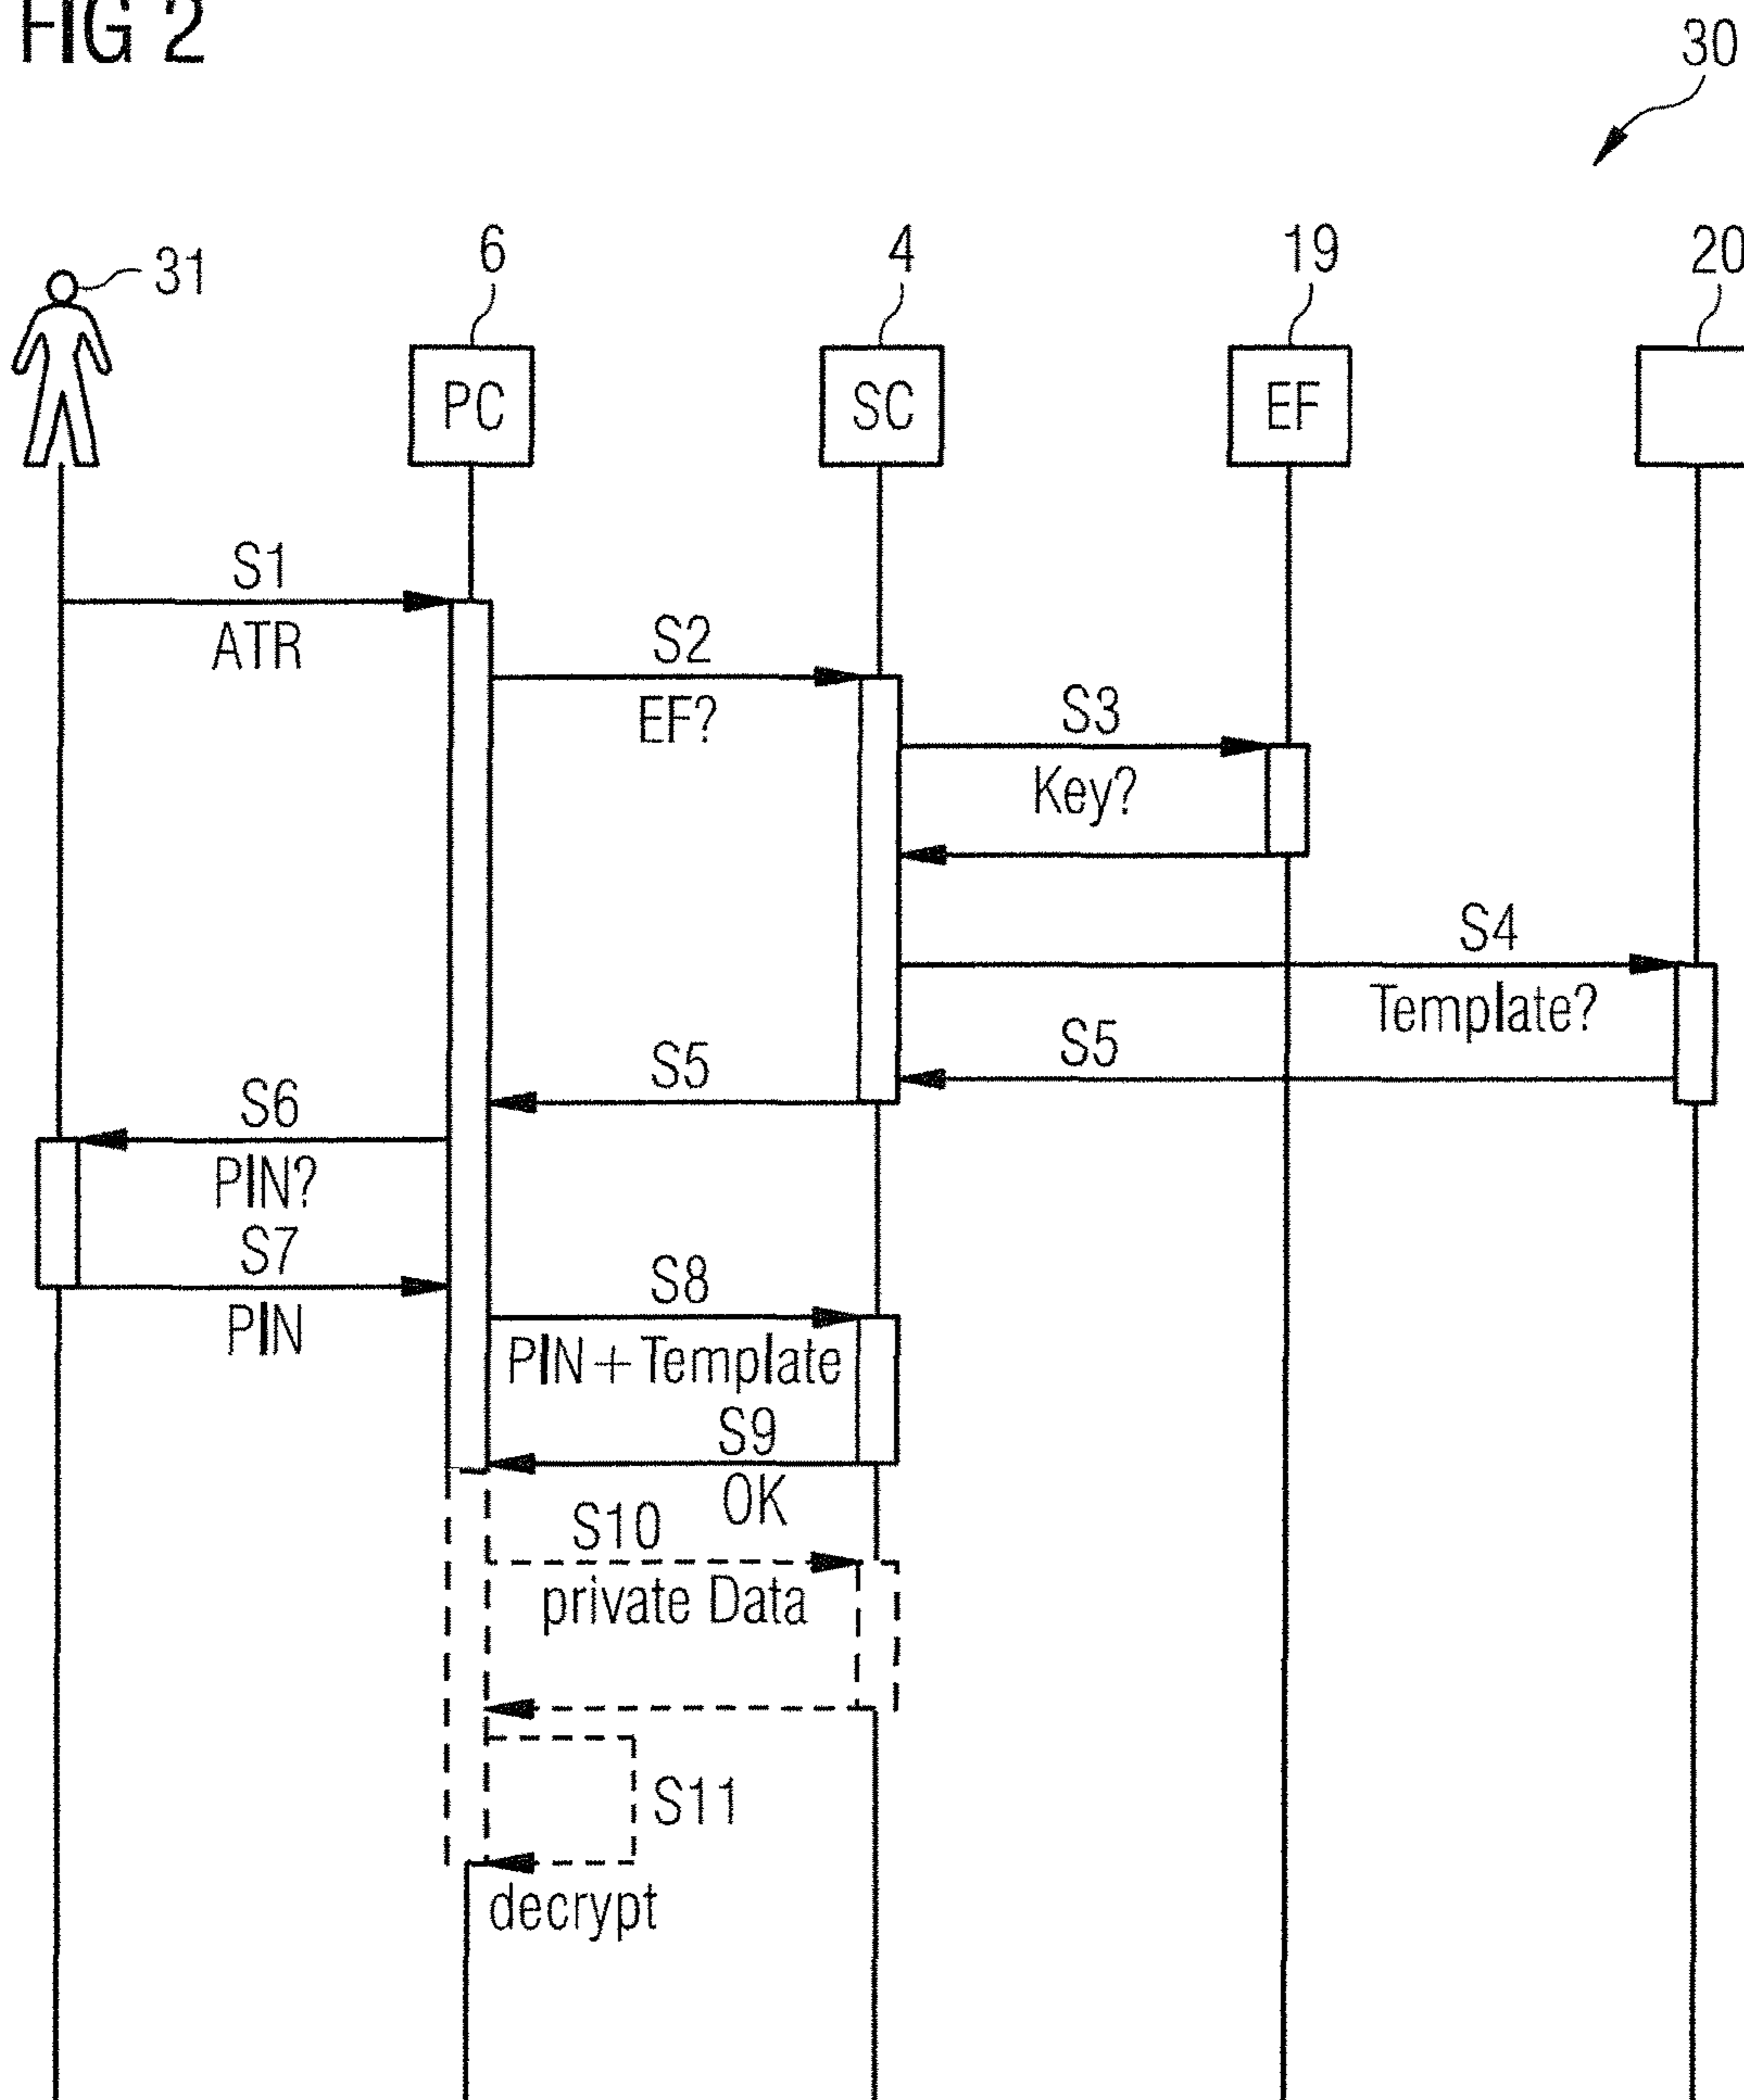 FIG 2
30
31
6
4
19
20
PC
SC
EF
S1
ATR
S2
EF?
S3
Key?
S4
Template?
S5
S5
S6
PIN?
S7
PIN
S8
PIN+Template
S9
OK
S10
private Data
S11
decrypt